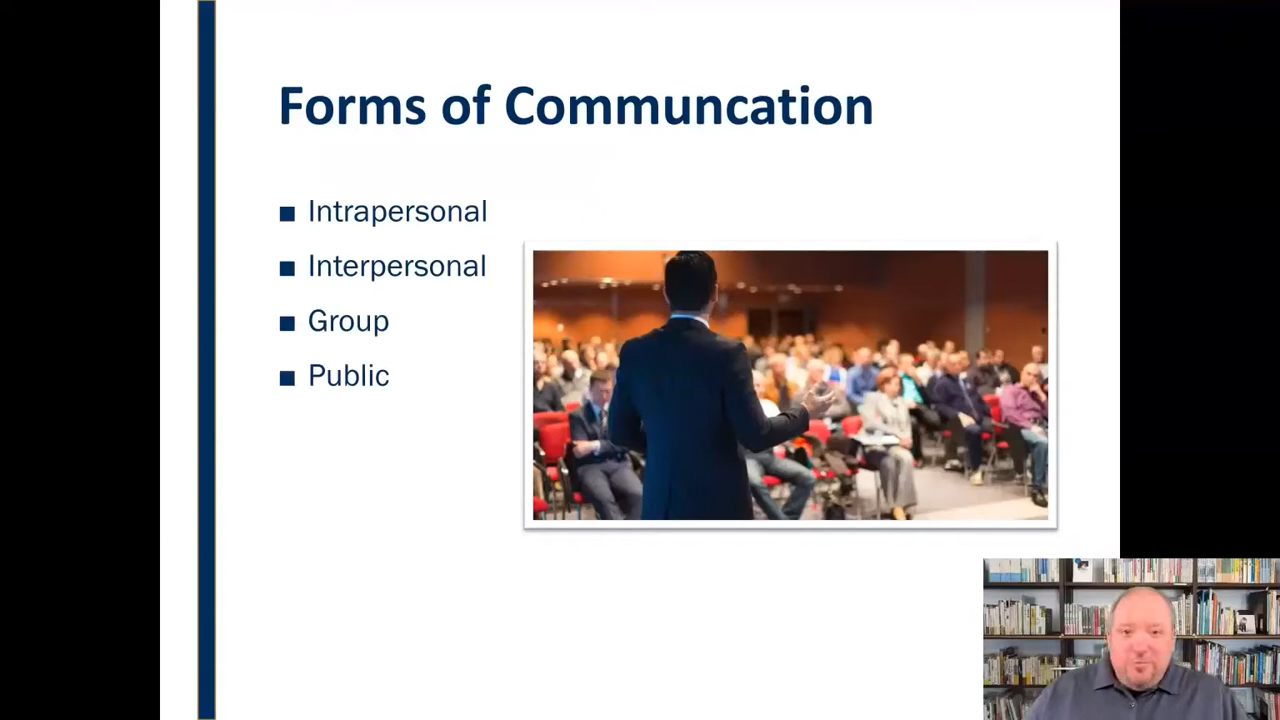 Forms of Communcation
Intrapersonal
Interpersonal
Group
Public